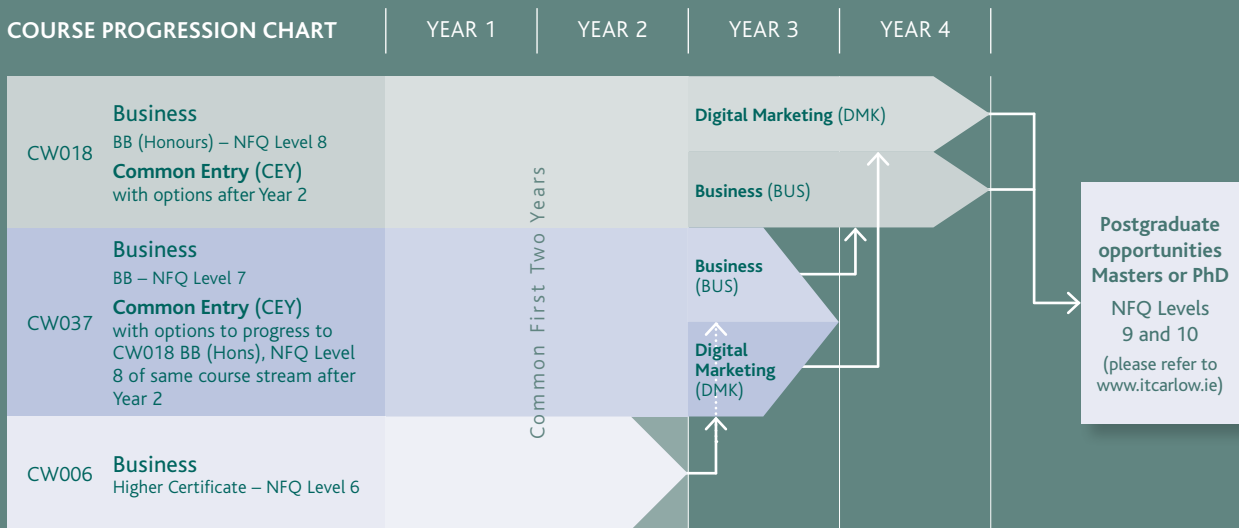 COURSE PROGRESSION CHART
YEAR 1
YEAR 2
YEAR 3
YEAR 4
CW018
Business
BB (Honours) – NFQ Level 8
Common Entry (CEY)
with options after Year 2
CW037
Business
BB – NFQ Level 7
Common Entry (CEY)
with options to progress to
CW018 BB (Hons), NFQ Level
8 of same course stream after
Year 2
CW006
Business
Higher Certificate – NFQ Level 6
Common First Two Years
Digital Marketing (DMK)
Business (BUS)
Business
(BUS)
Digital
Marketing
(DMK)
Postgraduate
opportunities
Masters or PhD
NFQ Levels
9 and 10
(please refer to
www.itcarlow.ie)